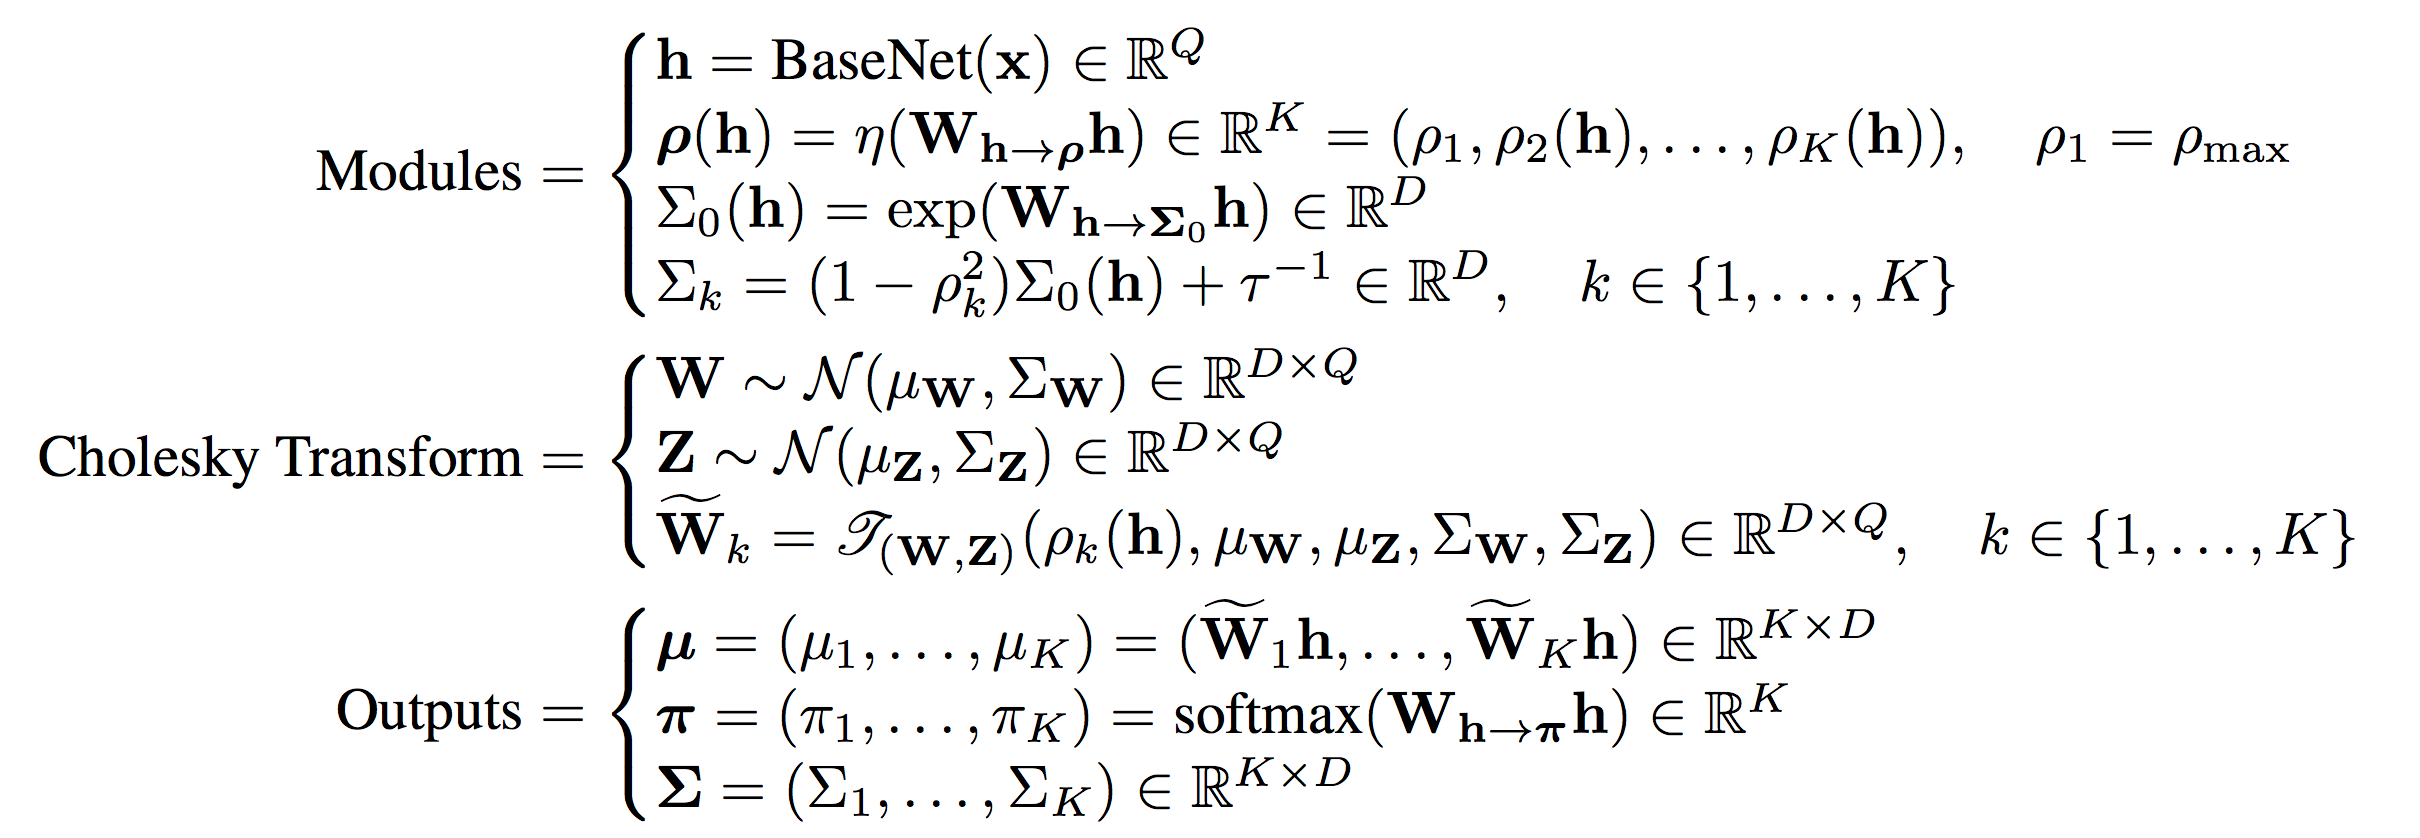 Modules = { h = BaseNet(x) ∈ ℝ^Q
ρ(h) = η(W_{h→ρ}h) ∈ ℝ^K = (ρ_1, ρ_2(h), …, ρ_K(h)), ρ_1 = ρ_max
Σ_0(h) = exp(W_{h→Σ_0}h) ∈ ℝ^D
Σ_k = (1 − ρ_k^2)Σ_0(h) + τ^{−1} ∈ ℝ^D, k ∈ {1, …, K}
Cholesky Transform = { W ∼ 𝒩(μ_W, Σ_W) ∈ ℝ^{D×Q}
Z ∼ 𝒩(μ_Z, Σ_Z) ∈ ℝ^{D×Q}
W̃_k = 𝒯_{(W,Z)}(ρ_k(h), μ_W, μ_Z, Σ_W, Σ_Z) ∈ ℝ^{D×Q}, k ∈ {1, …, K}
Outputs = { μ = (μ_1, …, μ_K) = (W̃_1h, …, W̃_Kh) ∈ ℝ^{K×D}
π = (π_1, …, π_K) = softmax(W_{h→π}h) ∈ ℝ^K
Σ = (Σ_1, …, Σ_K) ∈ ℝ^{K×D}